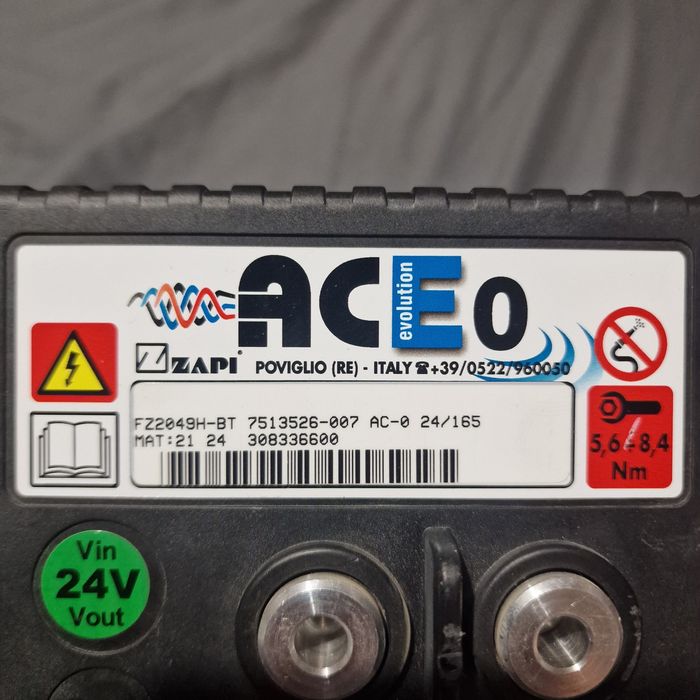 ACE0
evolution
ZAPI POVIGLIO (RE) - ITALY ☎+39/0522/960050
FZ2049H-BT 7513526-007 AC-0 24/165
MAT:21 24 308336600
5,6÷8,4
Nm
Vin
24V
Vout